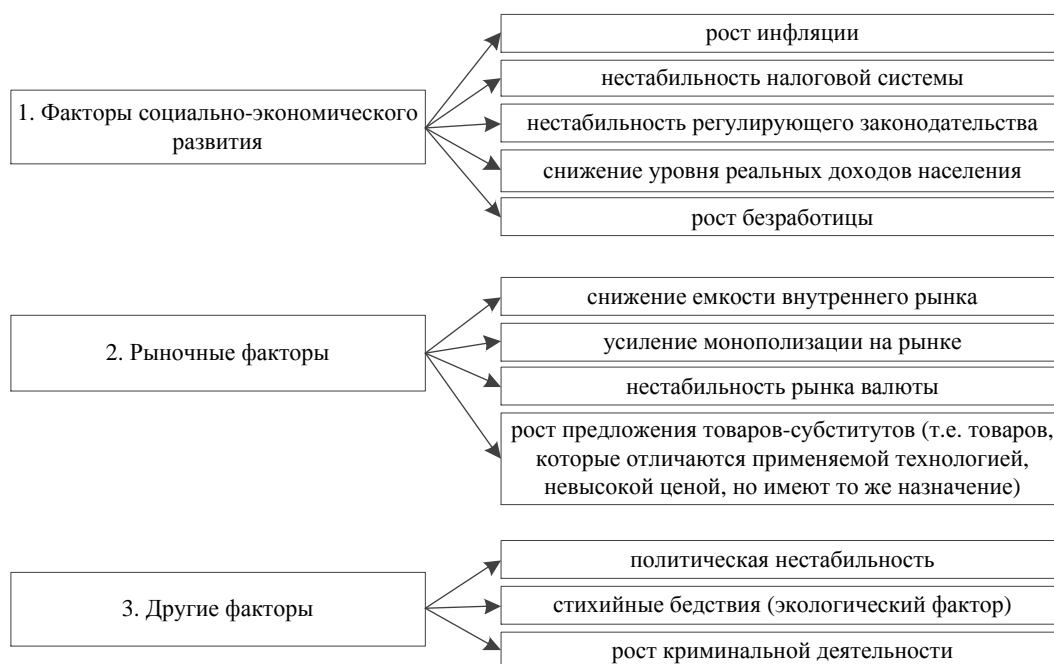 1. Факторы социально-экономического
развития
рост инфляции
нестабильность налоговой системы
нестабильность регулирующего законодательства
снижение уровня реальных доходов населения
рост безработицы
2. Рыночные факторы
снижение емкости внутреннего рынка
усиление монополизации на рынке
нестабильность рынка валюты
рост предложения товаров-субститутов (т.е. товаров,
которые отличаются применяемой технологией,
невысокой ценой, но имеют то же назначение)
3. Другие факторы
политическая нестабильность
стихийные бедствия (экологический фактор)
рост криминальной деятельности